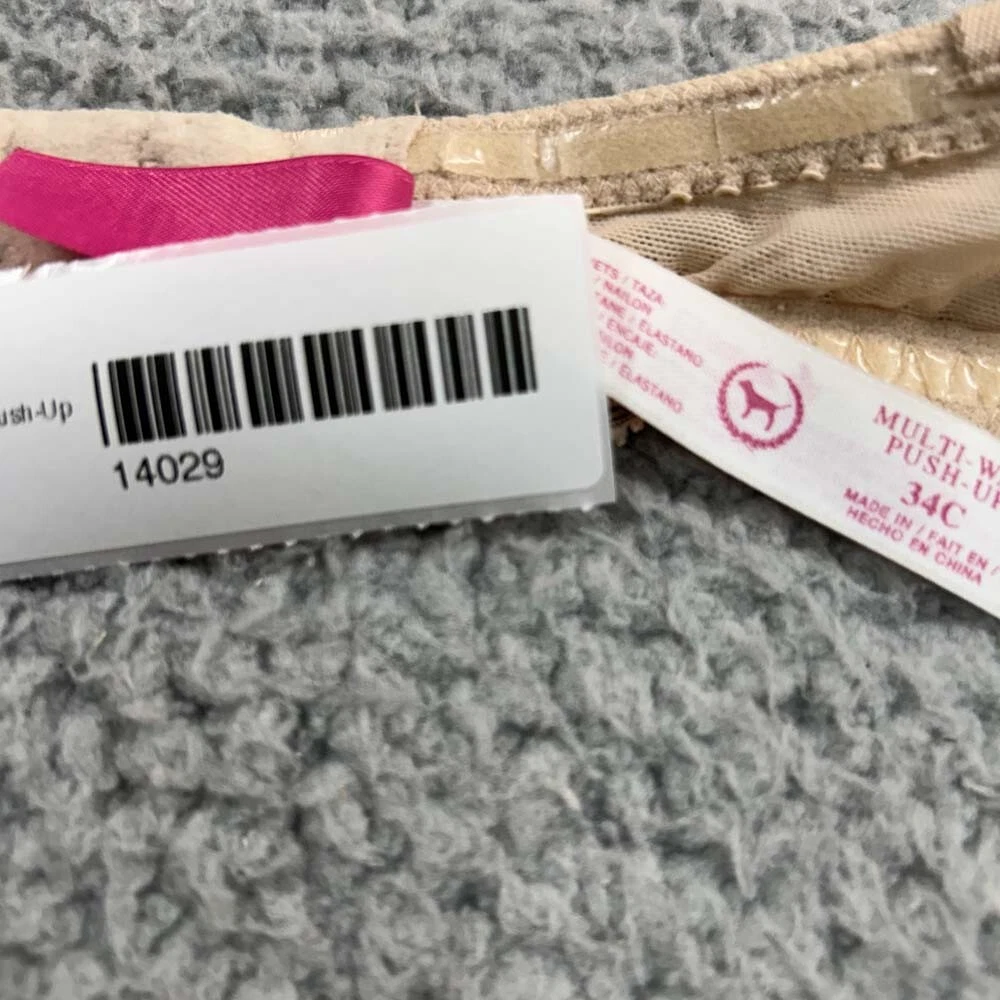 ush-Up
14029
ETS / TAZA:
/ NAILON
TANE / ELASTANO
/ ENCAJE:
YLON
E / ELASTANO
MULTI-WA
PUSH-UP
34C
MADE IN / FAIT EN /
HECHO EN CHINA